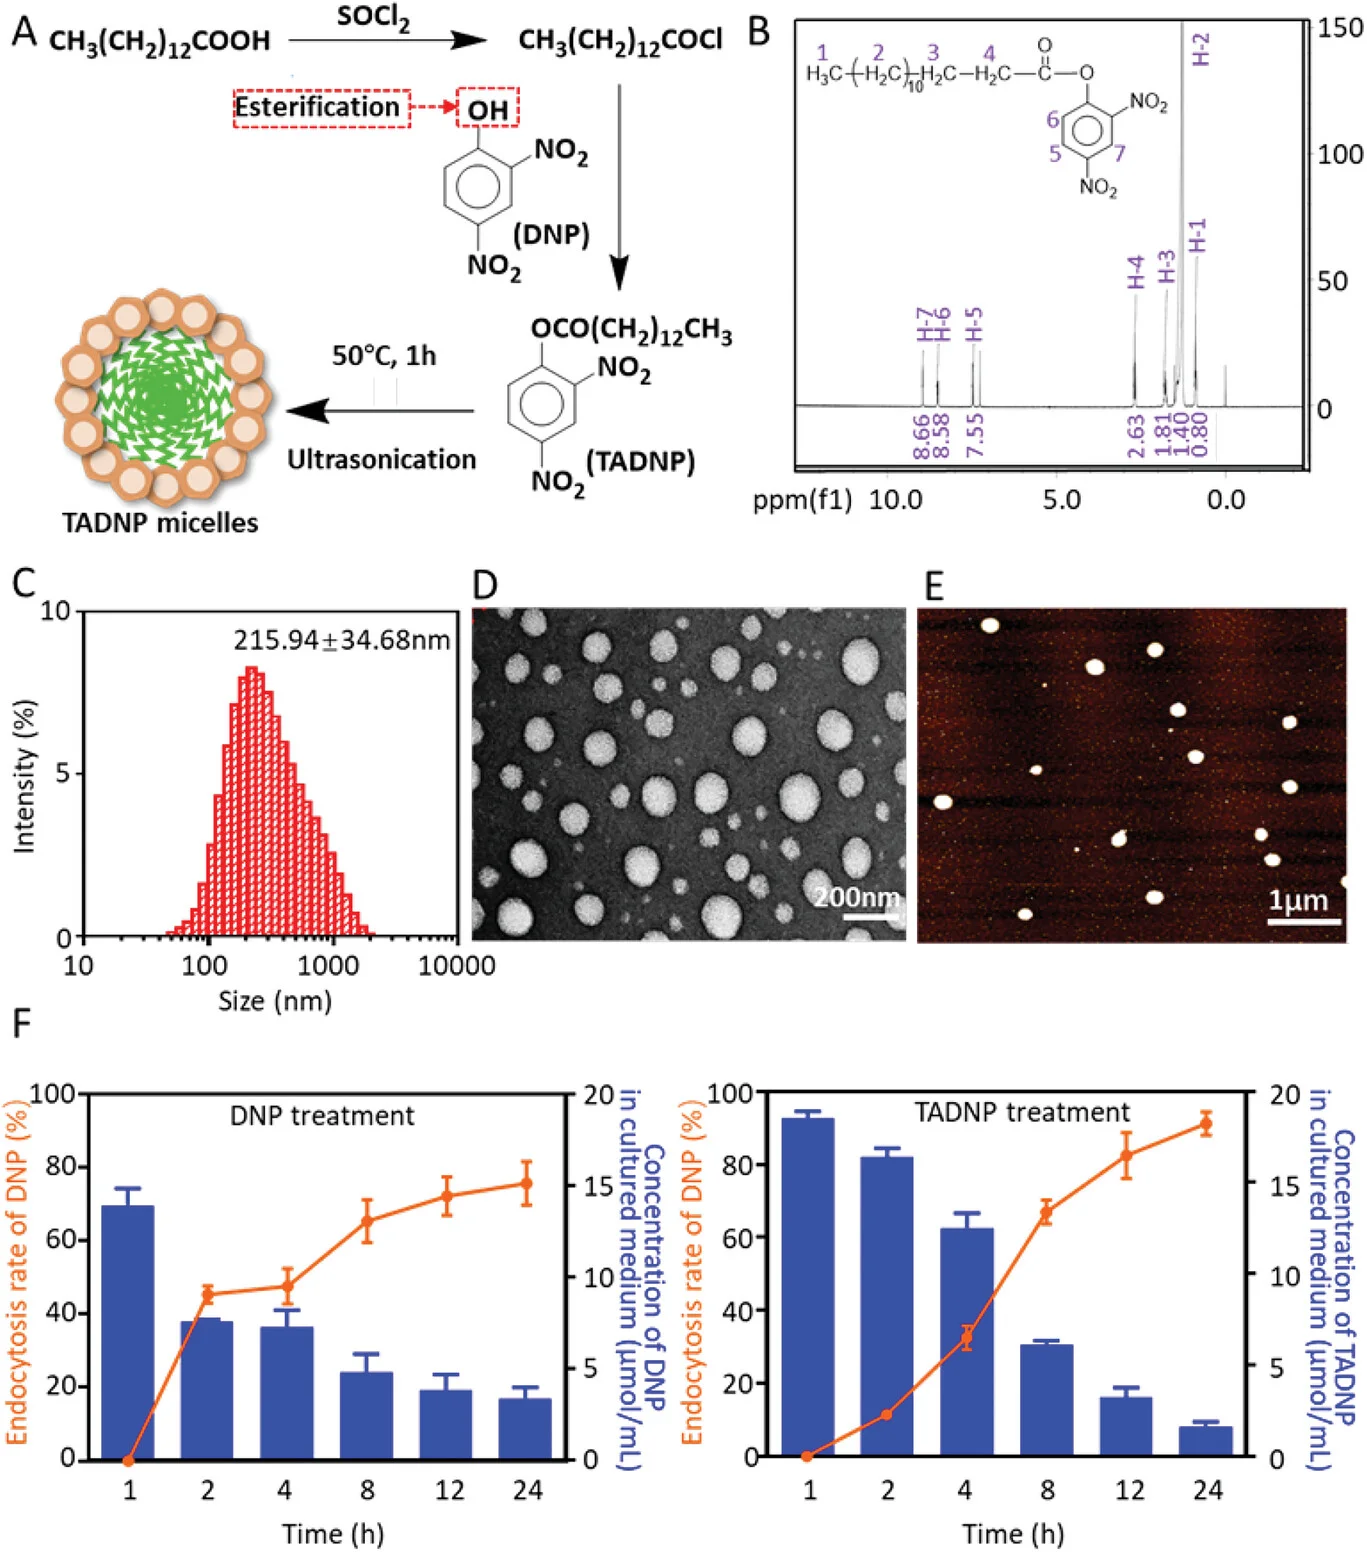 A
CH₃(CH₂)₁₂COOH
SOCl₂
CH₃(CH₂)₁₂COCl
Esterification
OH
NO₂
(DNP)
NO₂
OCO(CH₂)₁₂CH₃
NO₂
(TADNP)
NO₂
50℃, 1h
Ultrasonication
TADNP micelles
B
1 2 3 4
H₃C (H₂C)₁₀ H₂C H₂C C O
O
NO₂
6
5
7
NO₂
H-7
H-6
H-5
H-4
H-3
H-2
H-1
8.66
8.58
7.55
2.63
1.81
1.40
0.80
150
100
50
0
ppm(f1) 10.0 5.0 0.0
C
215.94±34.68nm
Intensity (%)
10
5
0
10 100 1000 10000
Size (nm)
D
200nm
E
1μm
F
DNP treatment
Endocytosis rate of DNP (%)
100
80
60
40
20
0
20
15
10
5
0
Concentration of DNP
in cultured medium (μmol/mL)
1 2 4 8 12 24
Time (h)
TADNP treatment
Endocytosis rate of DNP (%)
100
80
60
40
20
0
20
15
10
5
0
Concentration of TADNP
in cultured medium (μmol/mL)
1 2 4 8 12 24
Time (h)